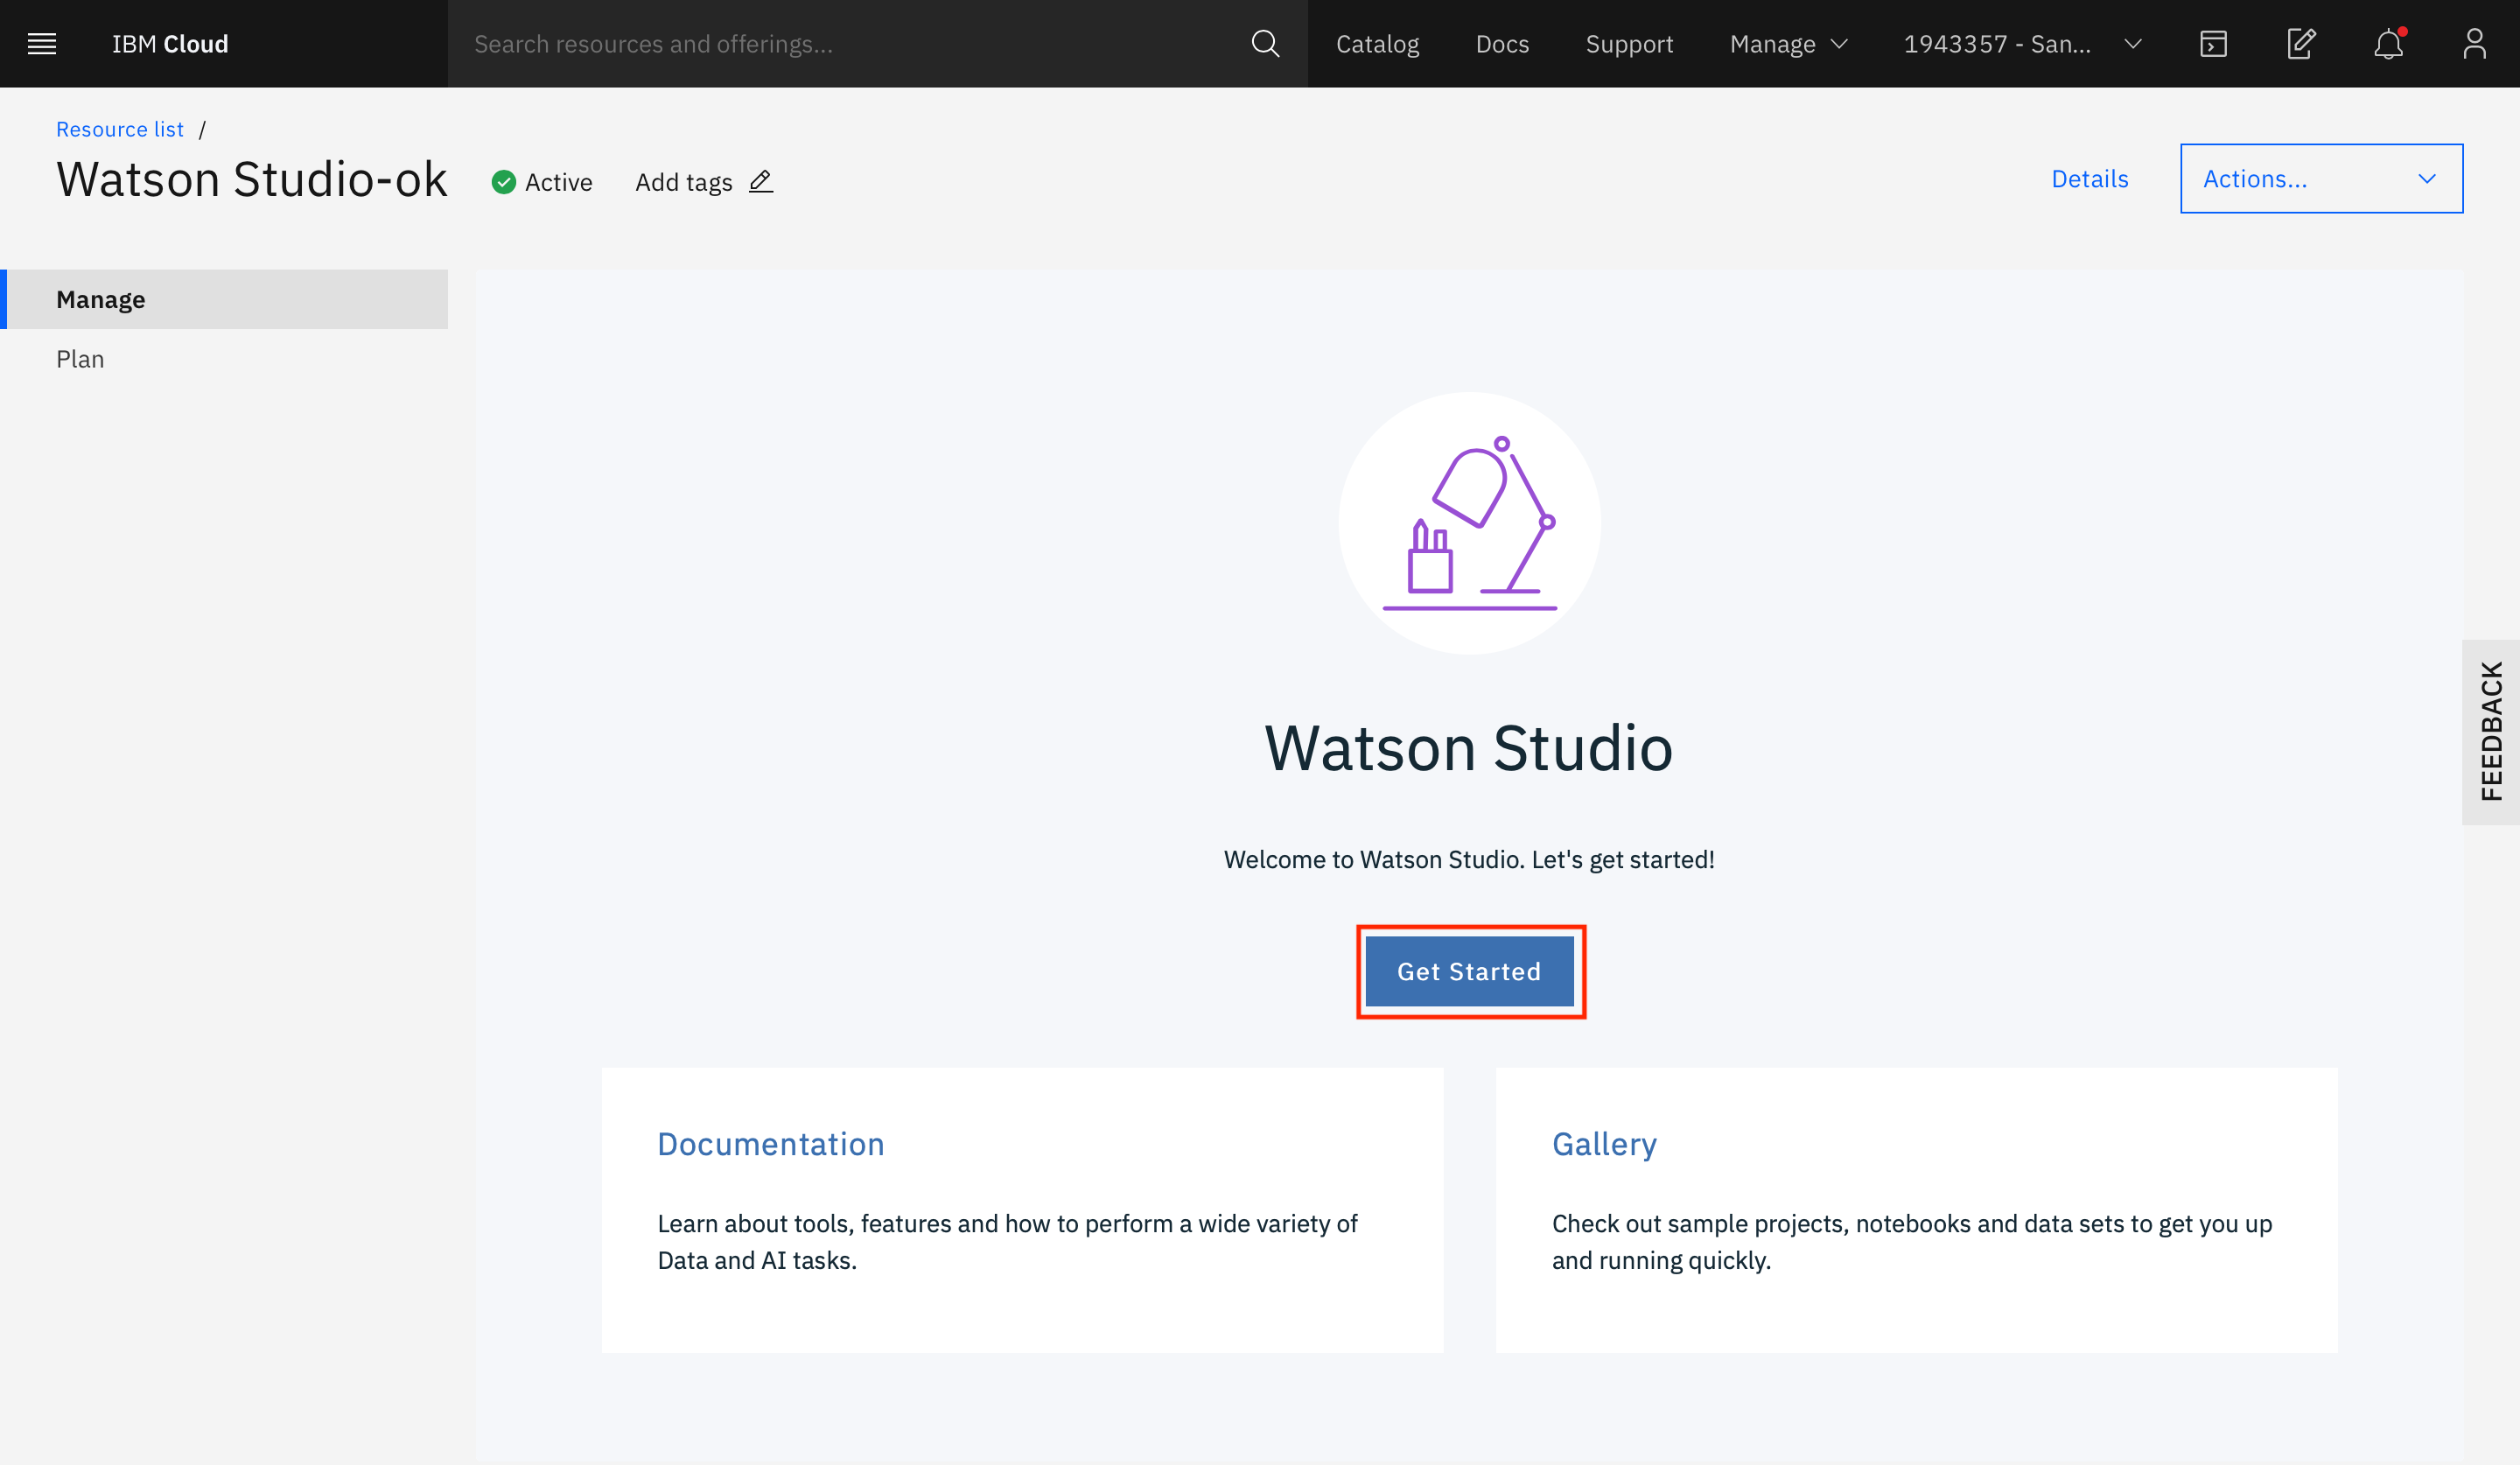 IBM Cloud
Search resources and offerings...
Catalog
Docs
Support
Manage
1943357 - San...
Resource list /
Watson Studio-ok
Active
Add tags
Details
Actions...
Manage
Plan
Watson Studio
Welcome to Watson Studio. Let's get started!
Get Started
FEEDBACK
Documentation
Learn about tools, features and how to perform a wide variety of
Data and AI tasks.
Gallery
Check out sample projects, notebooks and data sets to get you up
and running quickly.